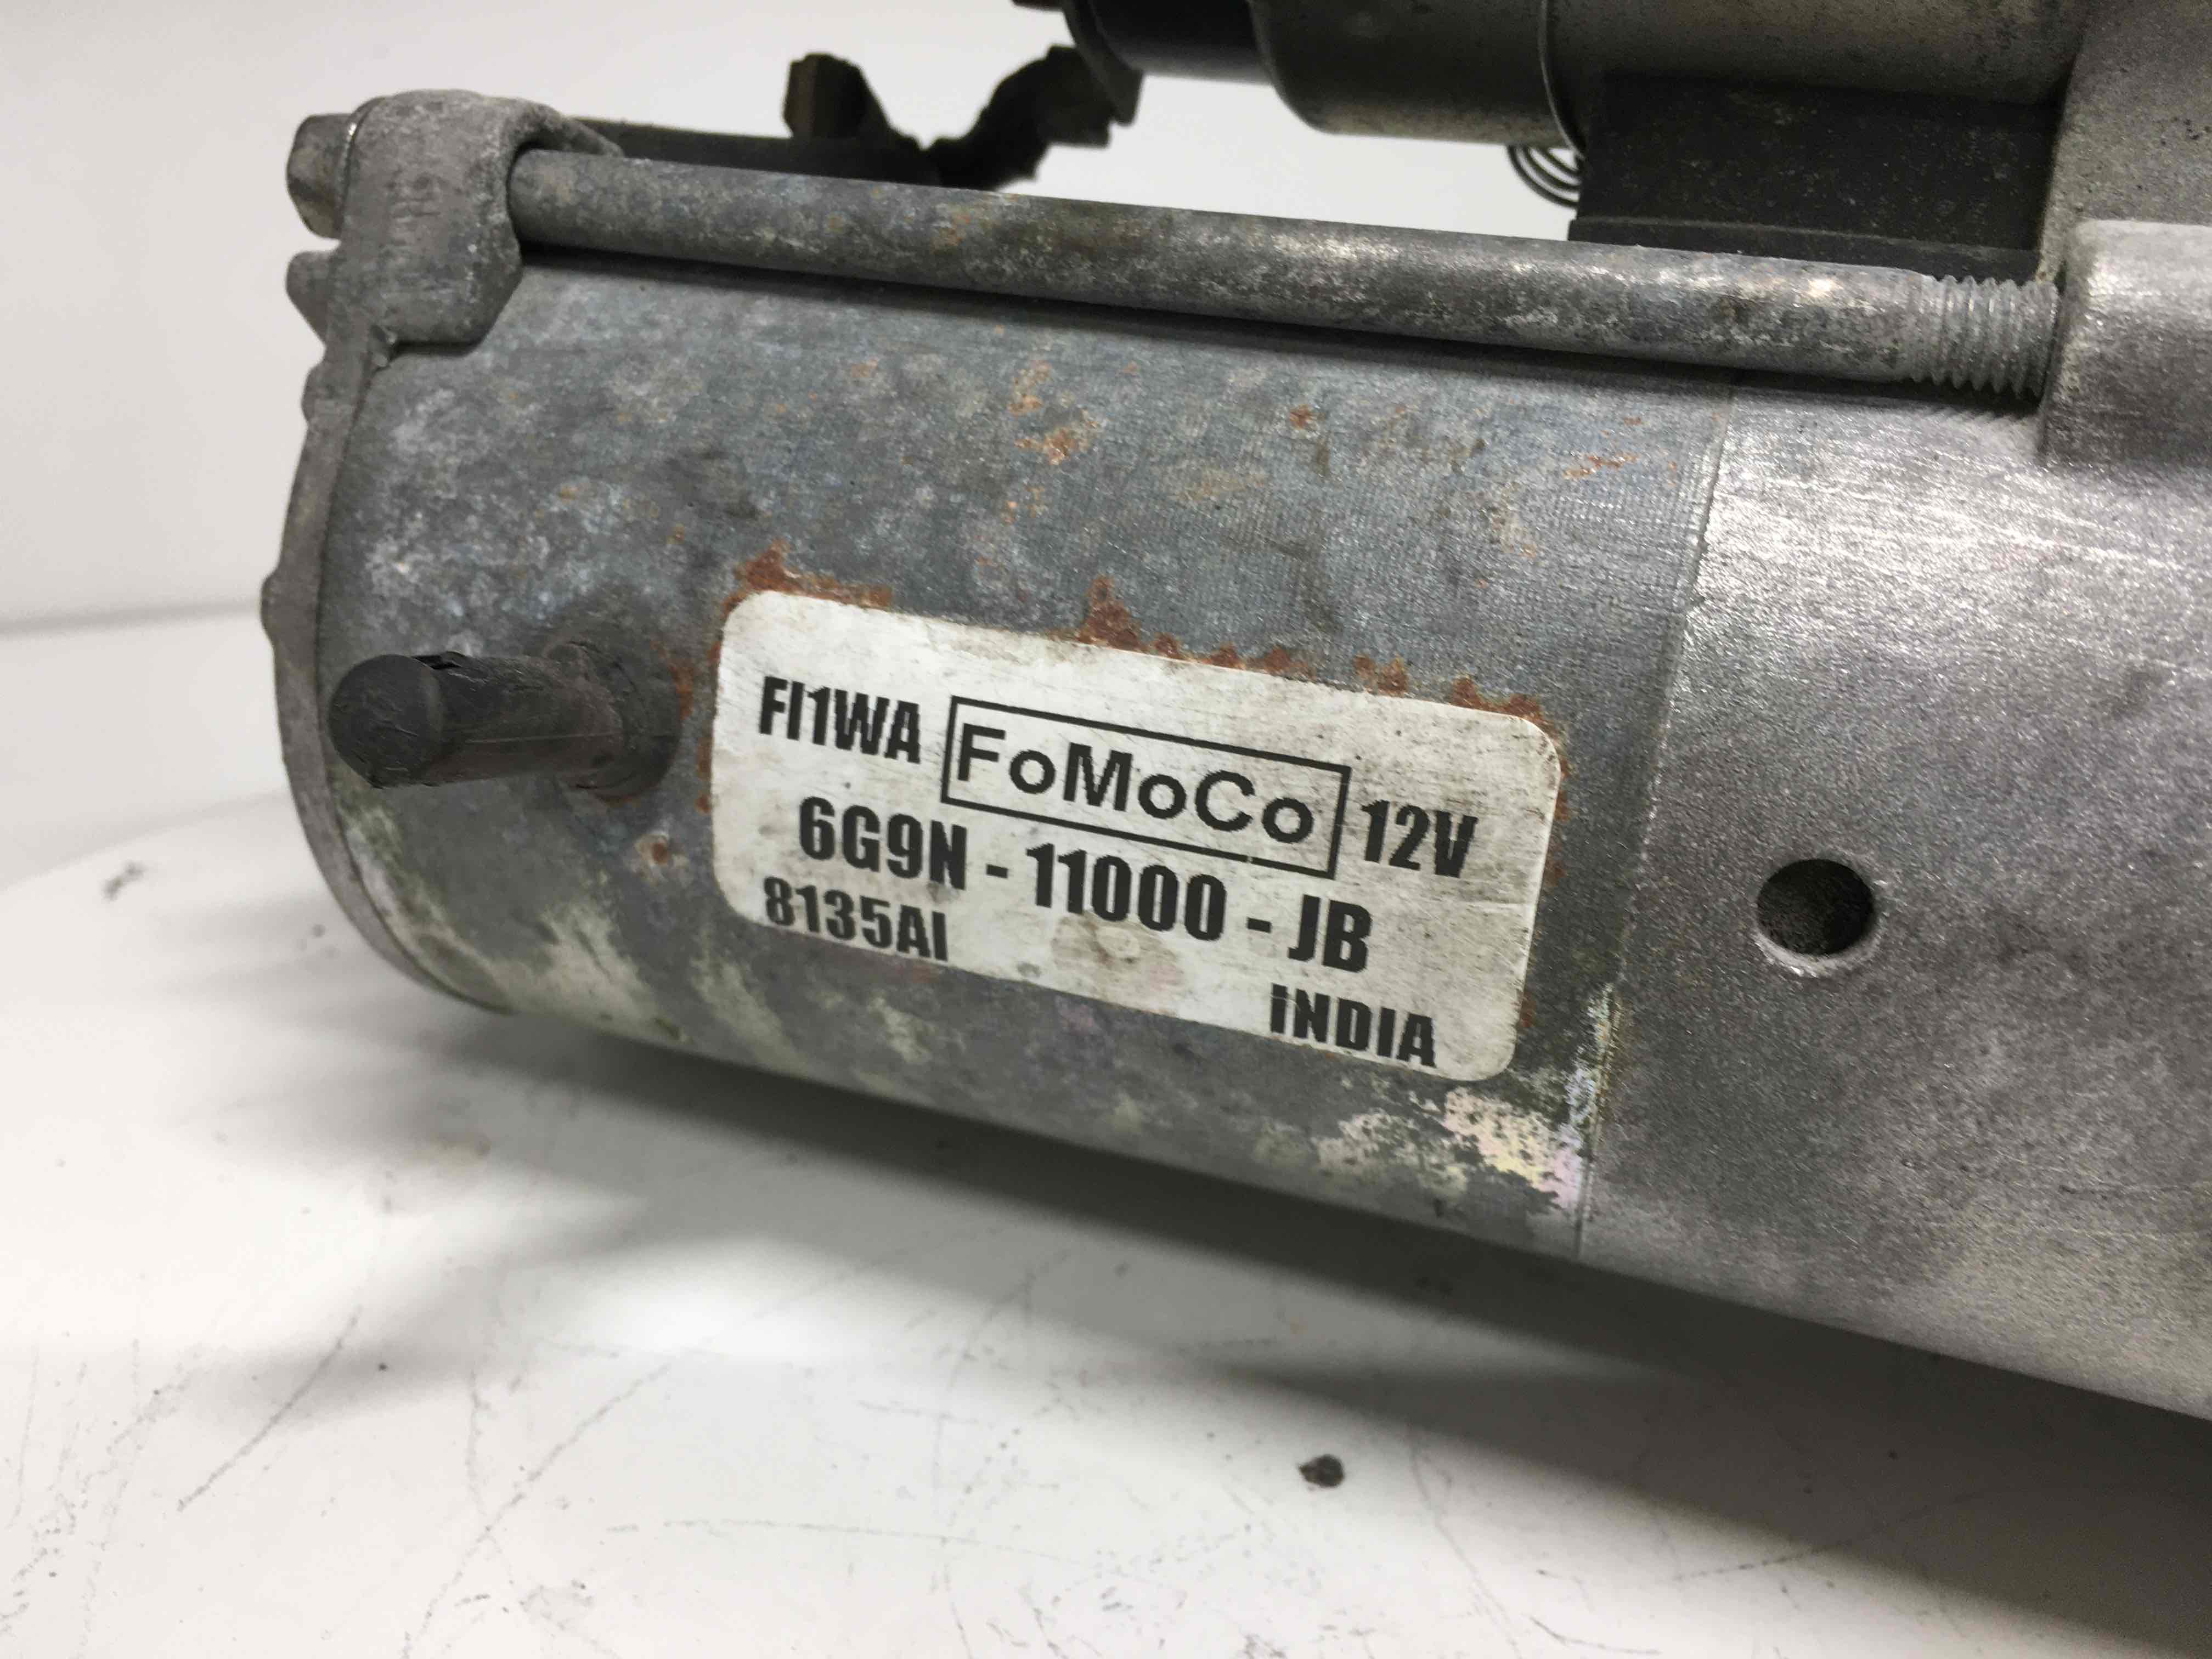 FI1WA FoMoCo 12V
6G9N - 11000 - JB
8135AI
INDIA